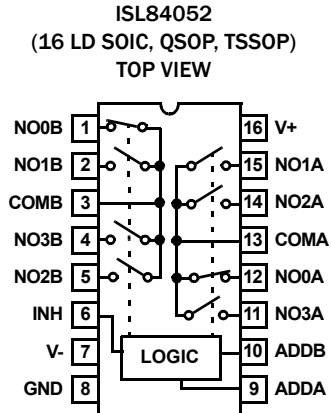 ISL84052
(16 LD SOIC, QSOP, TSSOP)
TOP VIEW
NO0B 1 16 V+
NO1B 2 15 NO1A
COMB 3 14 NO2A
NO3B 4 13 COMA
NO2B 5 12 NO0A
INH 6 11 NO3A
V- 7 LOGIC 10 ADDB
GND 8 9 ADDA